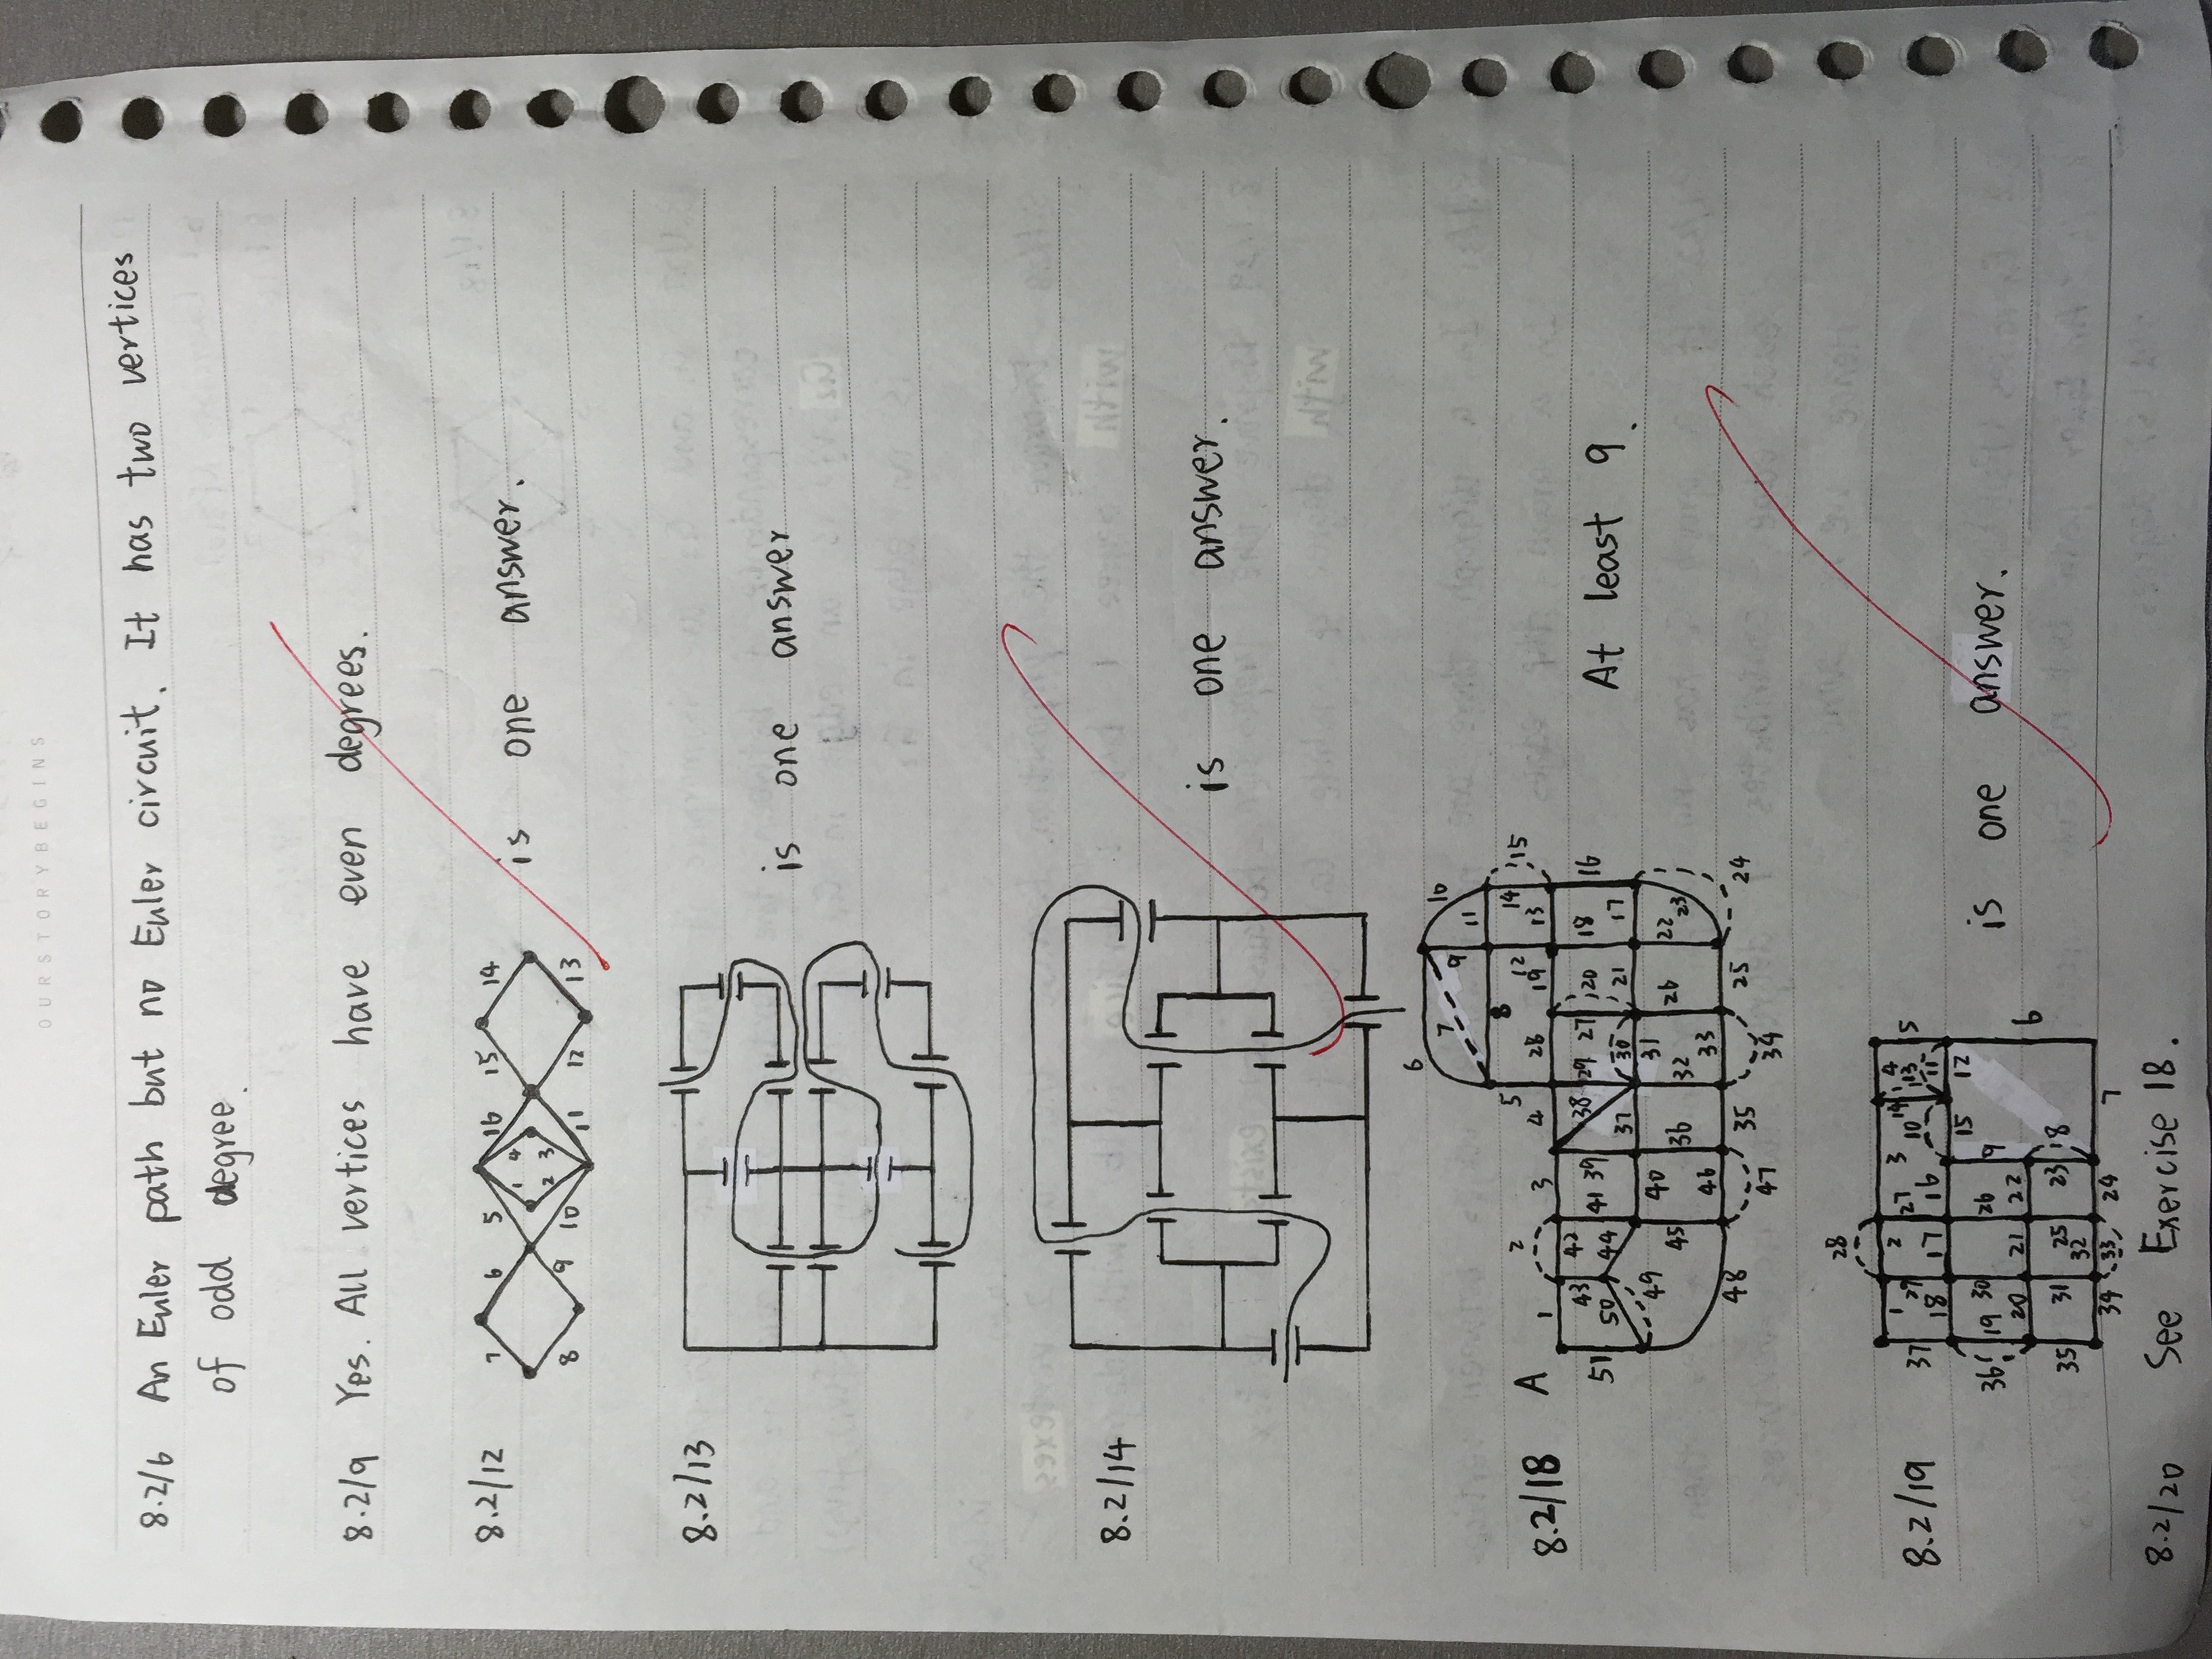 OURSTORYBEGINS
8.2/6 An Euler path but no Euler circuit. It has two vertices
of odd degree.
8.2/9 Yes. All vertices have even degrees.
8.2/12 7 6 5 16 15 14 1 4 is one answer.
2 3
8 9 10 11 12 13
8.2/13 is one answer
8.2/14 is one answer.
6
7 9 10
11
5 8 12 14 15
8.2/18 A 1 2 3 4 28 19 13
51 43 42 41 39 38 29 27 20 18 16 At least 9.
50 44 37 30 21 17
49 40 31
45 36 32 26 22 23
46 33
48 47 35 34 25 24
28
8.2/19 37 1 2 27 3 14 4 5
29 10 13
18 17 16 11
15 12
36 19 30 26 9 is one answer.
20 21 22 6
35 31 25 23 8
32
34 33 24 7
8.2/20 See Exercise 18.